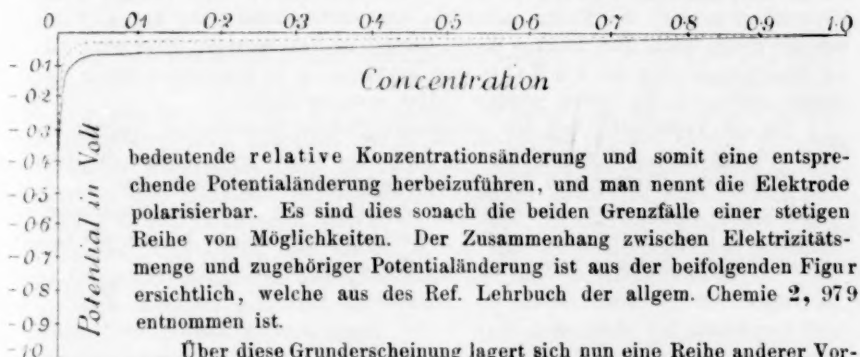 0 0·1 0·2 0·3 0·4 0·5 0·6 0·7 0·8 0·9 1·0
0
- 0·1
- 0·2
- 0·3
- 0·4
- 0·5
- 0·6
- 0·7
- 0·8
- 0·9
- 1·0
Concentration
Potential in Volt
bedeutende relative Konzentrationsänderung und somit eine entspre-
chende Potentialänderung herbeizuführen, und man nennt die Elektrode
polarisierbar. Es sind dies sonach die beiden Grenzfälle einer stetigen
Reihe von Möglichkeiten. Der Zusammenhang zwischen Elektrizitäts-
menge und zugehöriger Potentialänderung ist aus der beifolgenden Figur
ersichtlich, welche aus des Ref. Lehrbuch der allgem. Chemie 2, 979
entnommen ist.
Über diese Grunderscheinung lagert sich nun eine Reihe anderer Vor-